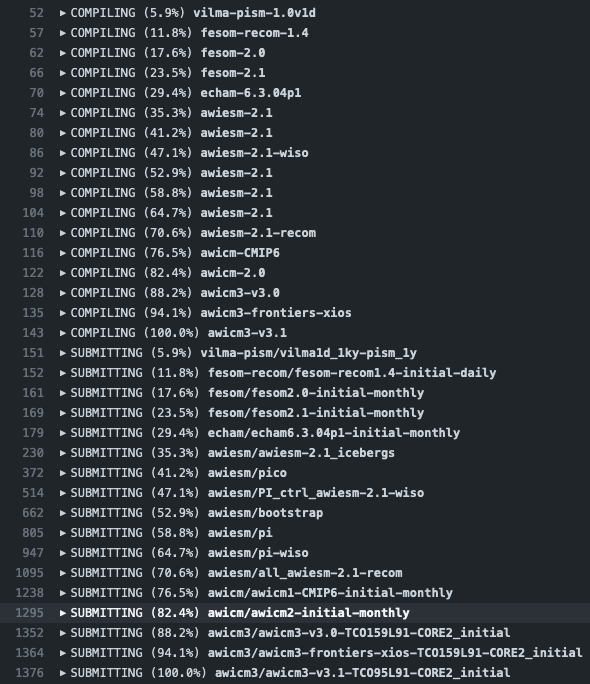 52 ▶ COMPILING (5.9%) vilma-pism-1.0v1d
57 ▶ COMPILING (11.8%) fesom-recom-1.4
62 ▶ COMPILING (17.6%) fesom-2.0
66 ▶ COMPILING (23.5%) fesom-2.1
70 ▶ COMPILING (29.4%) echam-6.3.04p1
74 ▶ COMPILING (35.3%) awiesm-2.1
80 ▶ COMPILING (41.2%) awiesm-2.1
86 ▶ COMPILING (47.1%) awiesm-2.1-wiso
92 ▶ COMPILING (52.9%) awiesm-2.1
98 ▶ COMPILING (58.8%) awiesm-2.1
104 ▶ COMPILING (64.7%) awiesm-2.1
110 ▶ COMPILING (70.6%) awiesm-2.1-recom
116 ▶ COMPILING (76.5%) awicm-CMIP6
122 ▶ COMPILING (82.4%) awicm-2.0
128 ▶ COMPILING (88.2%) awicm3-v3.0
135 ▶ COMPILING (94.1%) awicm3-frontiers-xios
143 ▶ COMPILING (100.0%) awicm3-v3.1
151 ▶ SUBMITTING (5.9%) vilma-pism/vilma1d_1ky-pism_1y
152 ▶ SUBMITTING (11.8%) fesom-recom/fesom-recom1.4-initial-daily
161 ▶ SUBMITTING (17.6%) fesom/fesom2.0-initial-monthly
169 ▶ SUBMITTING (23.5%) fesom/fesom2.1-initial-monthly
179 ▶ SUBMITTING (29.4%) echam/echam6.3.04p1-initial-monthly
230 ▶ SUBMITTING (35.3%) awiesm/awiesm-2.1_icebergs
372 ▶ SUBMITTING (41.2%) awiesm/pico
514 ▶ SUBMITTING (47.1%) awiesm/PI_ctrl_awiesm-2.1-wiso
662 ▶ SUBMITTING (52.9%) awiesm/bootstrap
805 ▶ SUBMITTING (58.8%) awiesm/pi
947 ▶ SUBMITTING (64.7%) awiesm/pi-wiso
1095 ▶ SUBMITTING (70.6%) awiesm/all_awiesm-2.1-recom
1238 ▶ SUBMITTING (76.5%) awicm/awicm1-CMIP6-initial-monthly
1295 ▶ SUBMITTING (82.4%) awicm/awicm2-initial-monthly
1352 ▶ SUBMITTING (88.2%) awicm3/awicm3-v3.0-TCO159L91-CORE2_initial
1364 ▶ SUBMITTING (94.1%) awicm3/awicm3-frontiers-xios-TCO159L91-CORE2_initial
1376 ▶ SUBMITTING (100.0%) awicm3/awicm3-v3.1-TCO95L91-CORE2_initial